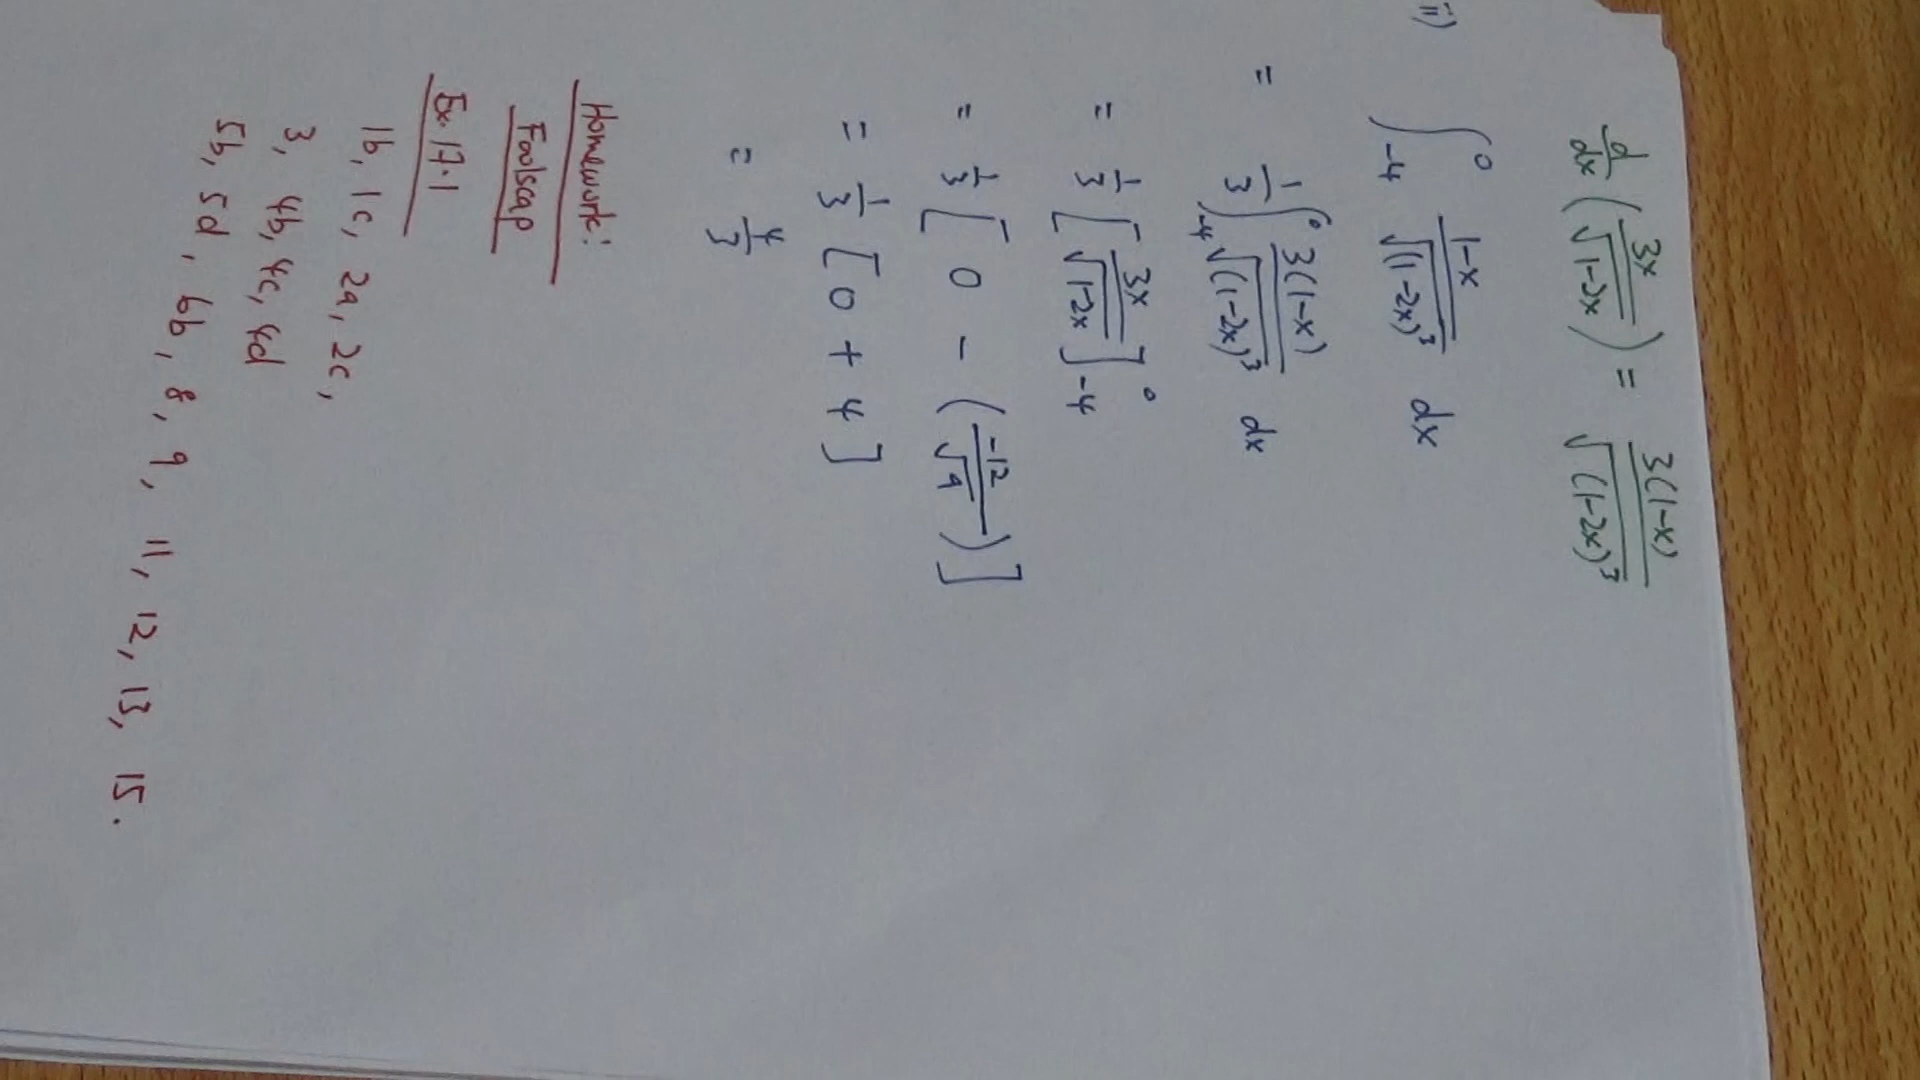 d/dx (3x/√(1-2x)) = 3(1-x)/√((1-2x)³)
ii) ∫₋₄⁰ (1-x)/√((1-2x)³) dx
= 1/3 ∫₋₄⁰ 3(1-x)/√((1-2x)³) dx
= 1/3 [3x/√(1-2x)]₋₄⁰
= 1/3 [0 - (-12/√9)]
= 1/3 [0 + 4]
= 4/3
Homework:
Foolscap
Ex. 17.1
1b, 1c, 2a, 2c,
3, 4b, 4c, 4d
5b, 5d, 6b, 8, 9, 11, 12, 13, 15.